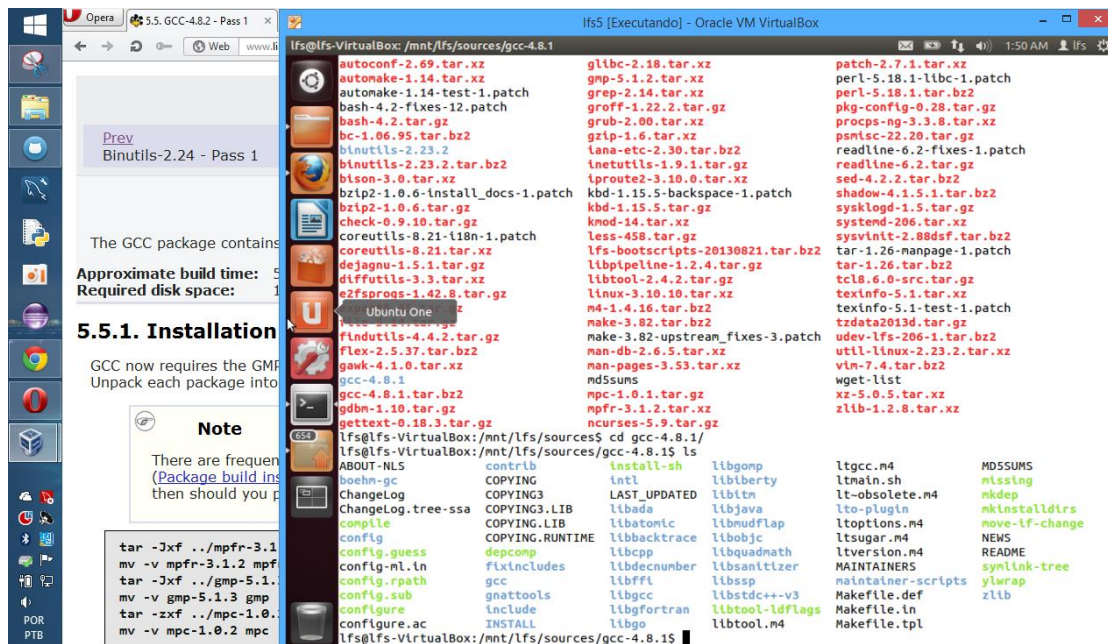 Opera
5.5. GCC-4.8.2 - Pass 1
×
Web
www.li
Prev
Binutils-2.24 - Pass 1
The GCC package contains
Approximate build time: 5
Required disk space: 1
5.5.1. Installation
GCC now requires the GMP
Unpack each package into
Note
There are frequen
(Package build ins
then should you p
tar -Jxf ../mpfr-3.1
mv -v mpfr-3.1.2 mpf
tar -Jxf ../gmp-5.1.
mv -v gmp-5.1.3 gmp
tar -zxf ../mpc-1.0.
mv -v mpc-1.0.2 mpc
POR
PTB
lfs5 [Executando] - Oracle VM VirtualBox
lfs@lfs-VirtualBox: /mnt/lfs/sources/gcc-4.8.1
1:50 AM lfs
Ubuntu One
654
autoconf-2.69.tar.xz glibc-2.18.tar.xz patch-2.7.1.tar.xz
automake-1.14.tar.xz gmp-5.1.2.tar.xz perl-5.18.1-libc-1.patch
automake-1.14-test-1.patch grep-2.14.tar.xz perl-5.18.1.tar.bz2
bash-4.2-fixes-12.patch groff-1.22.2.tar.gz pkg-config-0.28.tar.gz
bash-4.2.tar.gz grub-2.00.tar.xz procps-ng-3.3.8.tar.xz
bc-1.06.95.tar.bz2 gzip-1.6.tar.xz psmisc-22.20.tar.gz
binutils-2.23.2 iana-etc-2.30.tar.bz2 readline-6.2-fixes-1.patch
binutils-2.23.2.tar.bz2 inetutils-1.9.1.tar.gz readline-6.2.tar.gz
bison-3.0.tar.xz iproute2-3.10.0.tar.xz sed-4.2.2.tar.bz2
bzip2-1.0.6-install_docs-1.patch kbd-1.15.5-backspace-1.patch shadow-4.1.5.1.tar.bz2
bzip2-1.0.6.tar.gz kbd-1.15.5.tar.gz sysklogd-1.5.tar.gz
check-0.9.10.tar.gz kmod-14.tar.xz systemd-206.tar.xz
coreutils-8.21-i18n-1.patch less-458.tar.gz sysvinit-2.88dsf.tar.bz2
coreutils-8.21.tar.xz lfs-bootscripts-20130821.tar.bz2 tar-1.26-manpage-1.patch
dejagnu-1.5.1.tar.gz libpipeline-1.2.4.tar.gz tar-1.26.tar.bz2
diffutils-3.3.tar.xz libtool-2.4.2.tar.gz tcl8.6.0-src.tar.gz
e2fsprogs-1.42.8.tar.gz linux-3.10.10.tar.xz texinfo-5.1.tar.xz
m4-1.4.16.tar.bz2 texinfo-5.1-test-1.patch
make-3.82.tar.bz2 tzdata2013d.tar.gz
findutils-4.4.2.tar.gz make-3.82-upstream_fixes-3.patch udev-lfs-206-1.tar.bz2
flex-2.5.37.tar.bz2 man-db-2.6.5.tar.xz util-linux-2.23.2.tar.xz
gawk-4.1.0.tar.xz man-pages-3.53.tar.xz vim-7.4.tar.bz2
gcc-4.8.1 md5sums wget-list
gcc-4.8.1.tar.bz2 mpc-1.0.1.tar.gz xz-5.0.5.tar.xz
gdbm-1.10.tar.gz mpfr-3.1.2.tar.xz zlib-1.2.8.tar.xz
gettext-0.18.3.tar.gz ncurses-5.9.tar.gz
lfs@lfs-VirtualBox:/mnt/lfs/sources$ cd gcc-4.8.1/
lfs@lfs-VirtualBox:/mnt/lfs/sources/gcc-4.8.1$ ls
ABOUT-NLS contrib install-sh libgomp ltgcc.m4 MD5SUMS
boehm-gc COPYING intl libiberty ltmain.sh missing
ChangeLog COPYING3 LAST_UPDATED libitm lt~obsolete.m4 mkdep
ChangeLog.tree-ssa COPYING3.LIB libada libjava lto-plugin mkinstalldirs
compile COPYING.LIB libatomic libmudflap ltoptions.m4 move-if-change
config COPYING.RUNTIME libbacktrace libobjc ltsugar.m4 NEWS
config.guess depcomp libcpp libquadmath ltversion.m4 README
config-ml.in fixincludes libdecnumber libsanitizer MAINTAINERS symlink-tree
config.rpath gcc libffi libssp maintainer-scripts ylwrap
config.sub gnattools libgcc libstdc++-v3 Makefile.def zlib
configure include libgfortran libtool-ldflags Makefile.in
configure.ac INSTALL libgo libtool.m4 Makefile.tpl
lfs@lfs-VirtualBox:/mnt/lfs/sources/gcc-4.8.1$